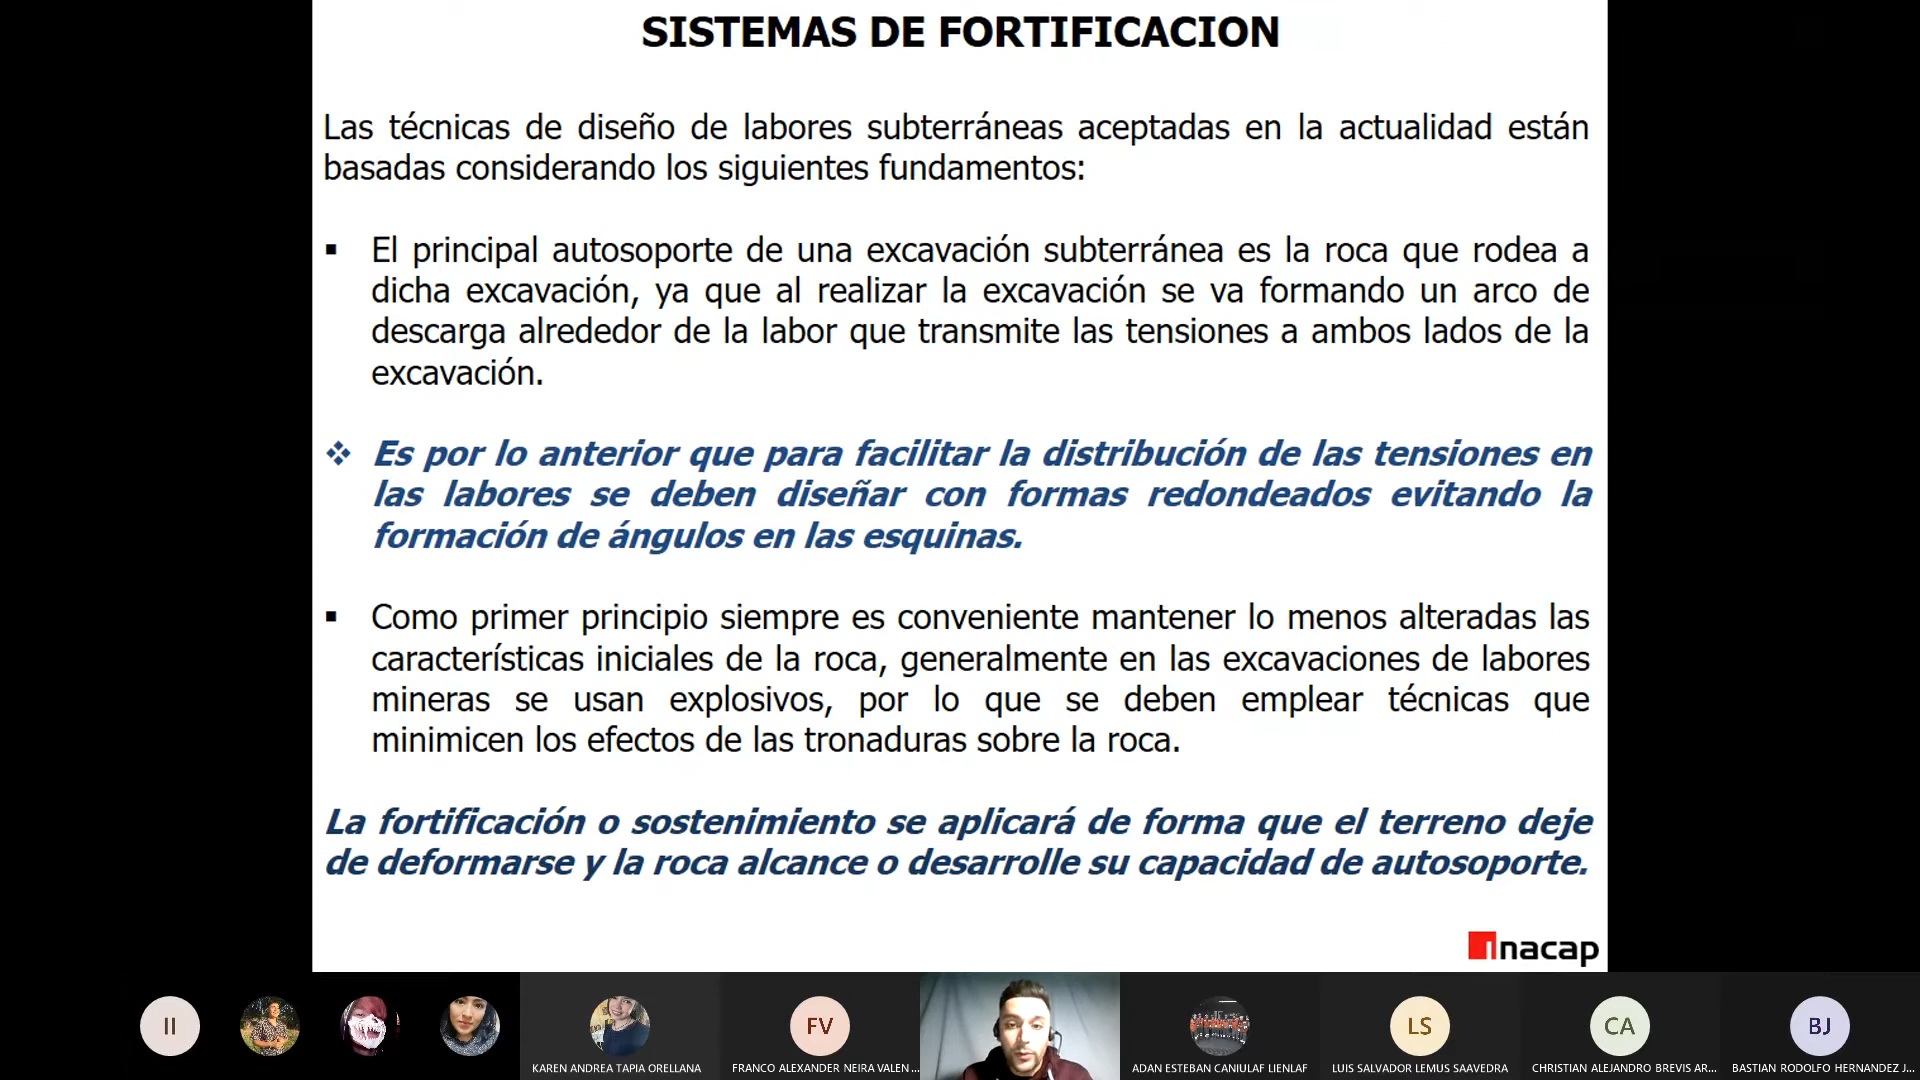 SISTEMAS DE FORTIFICACION
Las técnicas de diseño de labores subterráneas aceptadas en la actualidad están
basadas considerando los siguientes fundamentos:
▪ El principal autosoporte de una excavación subterránea es la roca que rodea a
dicha excavación, ya que al realizar la excavación se va formando un arco de
descarga alrededor de la labor que transmite las tensiones a ambos lados de la
excavación.
❖ Es por lo anterior que para facilitar la distribución de las tensiones en
las labores se deben diseñar con formas redondeados evitando la
formación de ángulos en las esquinas.
▪ Como primer principio siempre es conveniente mantener lo menos alteradas las
características iniciales de la roca, generalmente en las excavaciones de labores
mineras se usan explosivos, por lo que se deben emplear técnicas que
minimicen los efectos de las tronaduras sobre la roca.
La fortificación o sostenimiento se aplicará de forma que el terreno deje
de deformarse y la roca alcance o desarrolle su capacidad de autosoporte.
inacap
II
FV
LS
CA
BJ
KAREN ANDREA TAPIA ORELLANA
FRANCO ALEXANDER NEIRA VALEN...
ADAN ESTEBAN CANIULAF LIENLAF
LUIS SALVADOR LEMUS SAAVEDRA
CHRISTIAN ALEJANDRO BREVIS AR...
BASTIAN RODOLFO HERNANDEZ J...